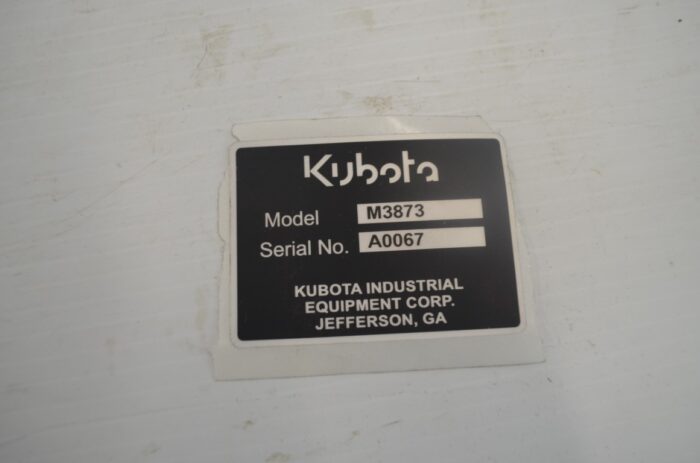 Kubota
Model M3873
Serial No. A0067
KUBOTA INDUSTRIAL
EQUIPMENT CORP.
JEFFERSON, GA